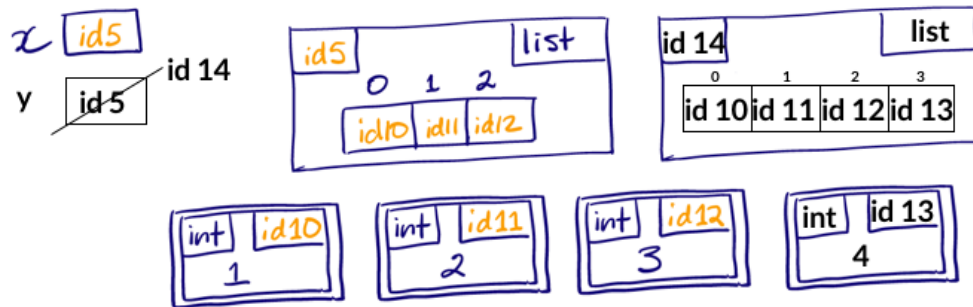 x id5
y id 5 id 14
id5 list
0 1 2
id10 id11 id12
id 14 list
0 1 2 3
id 10 id 11 id 12 id 13
int id10
1
int id11
2
int id12
3
int id 13
4